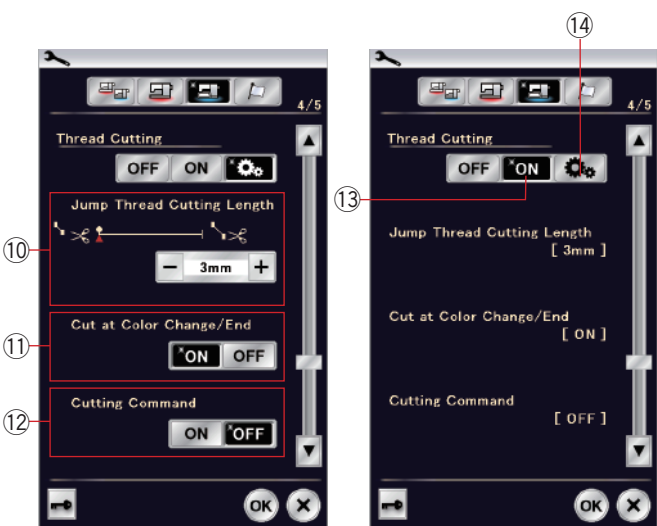 ⑭
4/5
Thread Cutting
OFF ON
Jump Thread Cutting Length
⑩
− 3mm +
Cut at Color Change/End
⑪
ON OFF
Cutting Command
⑫
ON OFF
OK X
4/5
Thread Cutting
OFF ON
⑬
Jump Thread Cutting Length
[ 3mm ]
Cut at Color Change/End
[ ON ]
Cutting Command
[ OFF ]
OK X